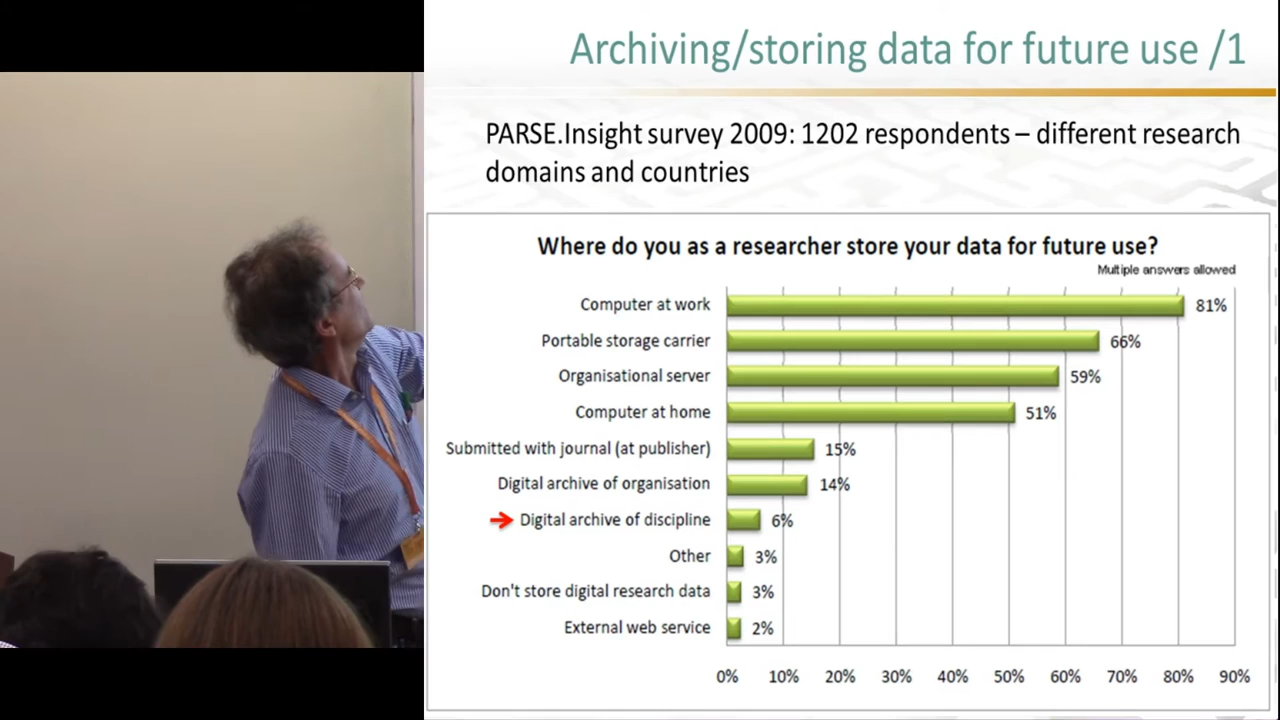 Archiving/storing data for future use /1
PARSE.Insight survey 2009: 1202 respondents – different research
domains and countries
Where do you as a researcher store your data for future use?
Multiple answers allowed
Computer at work 81%
Portable storage carrier 66%
Organisational server 59%
Computer at home 51%
Submitted with journal (at publisher) 15%
Digital archive of organisation 14%
Digital archive of discipline 6%
Other 3%
Don't store digital research data 3%
External web service 2%
0% 10% 20% 30% 40% 50% 60% 70% 80% 90%